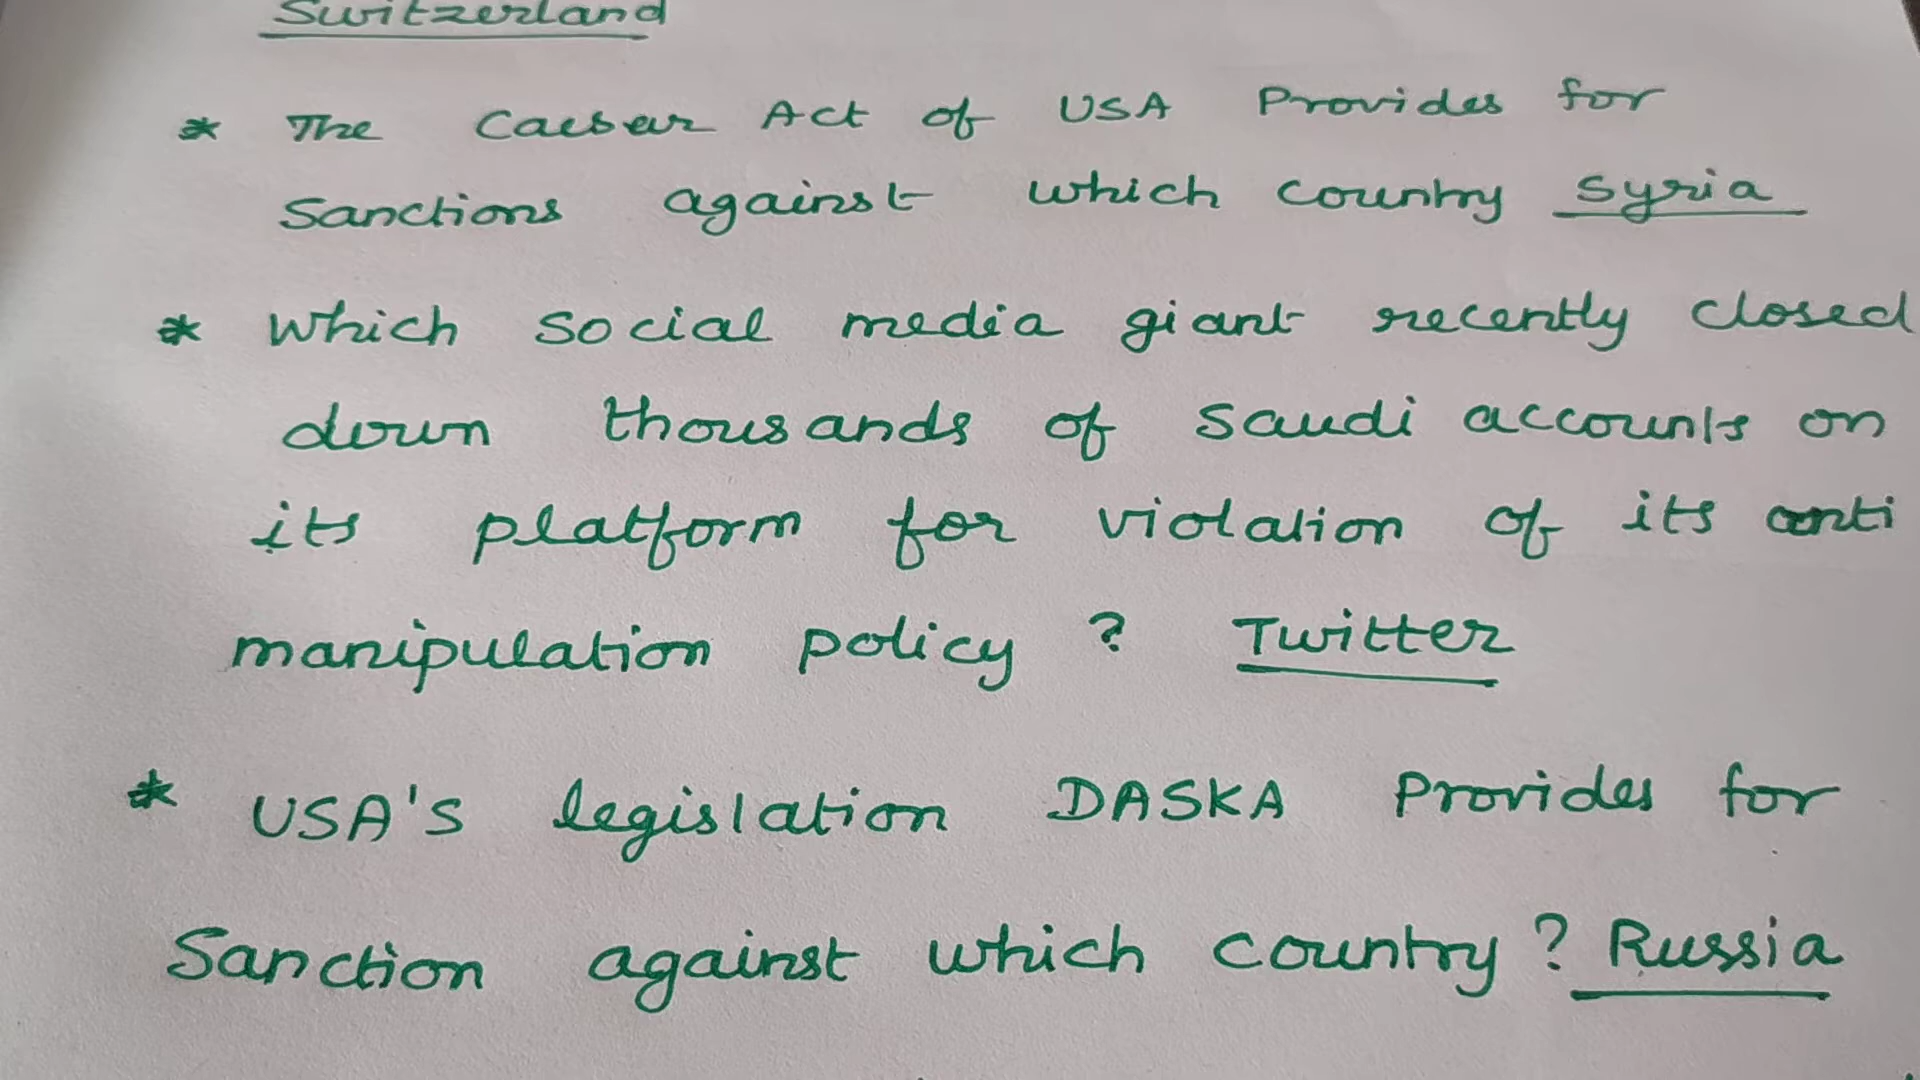 Switzerland
* The Caesar Act of USA Provides for
Sanctions against which country Syria
* Which social media giant recently closed
down thousands of Saudi accounts on
its platform for violation of its anti
manipulation policy ? Twitter
* USA's legislation DASKA Provides for
Sanction against which country ? Russia